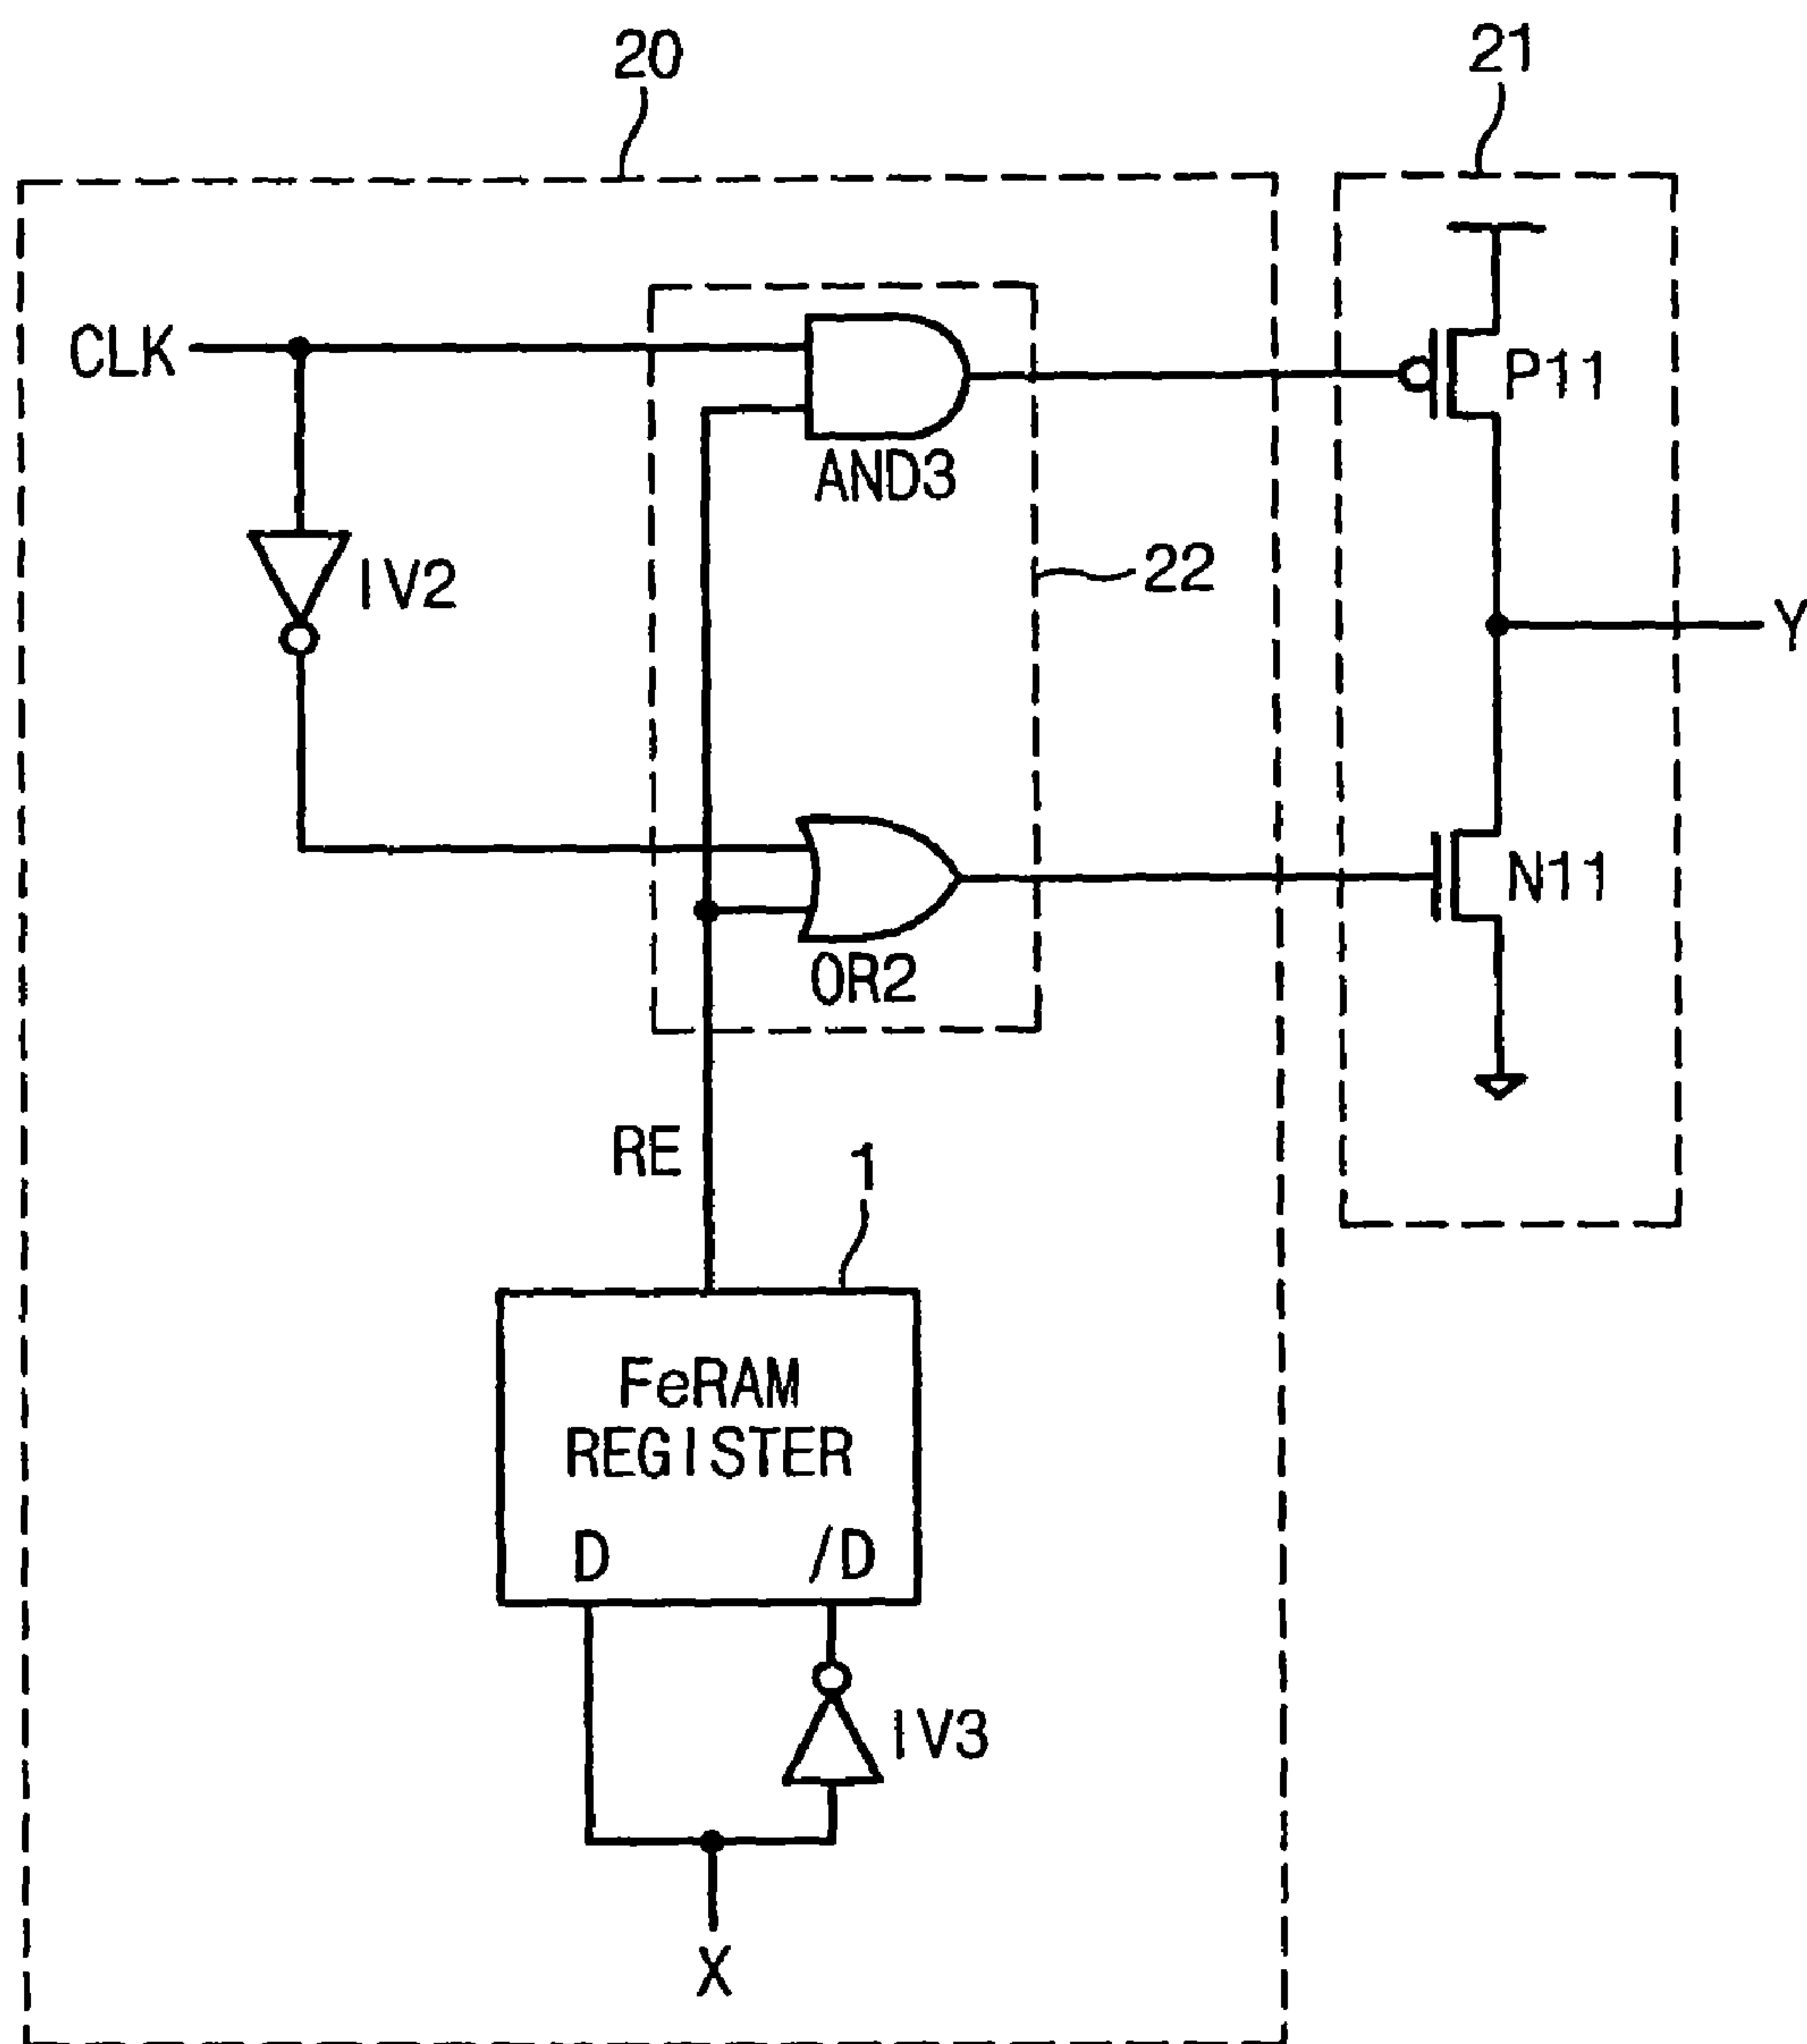 20
21
CLK
P11
AND3
22
IV2
Y
N11
OR2
RE
1
FeRAM
REGISTER
D
/D
IV3
X